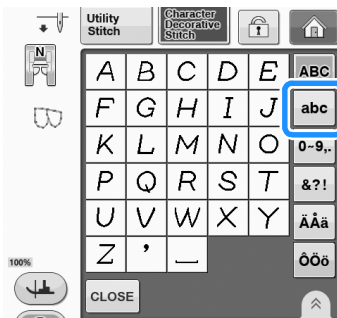 Utility
Stitch
Character
Decorative
Stitch
N
A B C D E ABC
F G H I J abc
K L M N O 0~9,.
P Q R S T &?!
U V W X Y ÄÅä
Z ’ _ ÔÖö
100%
CLOSE